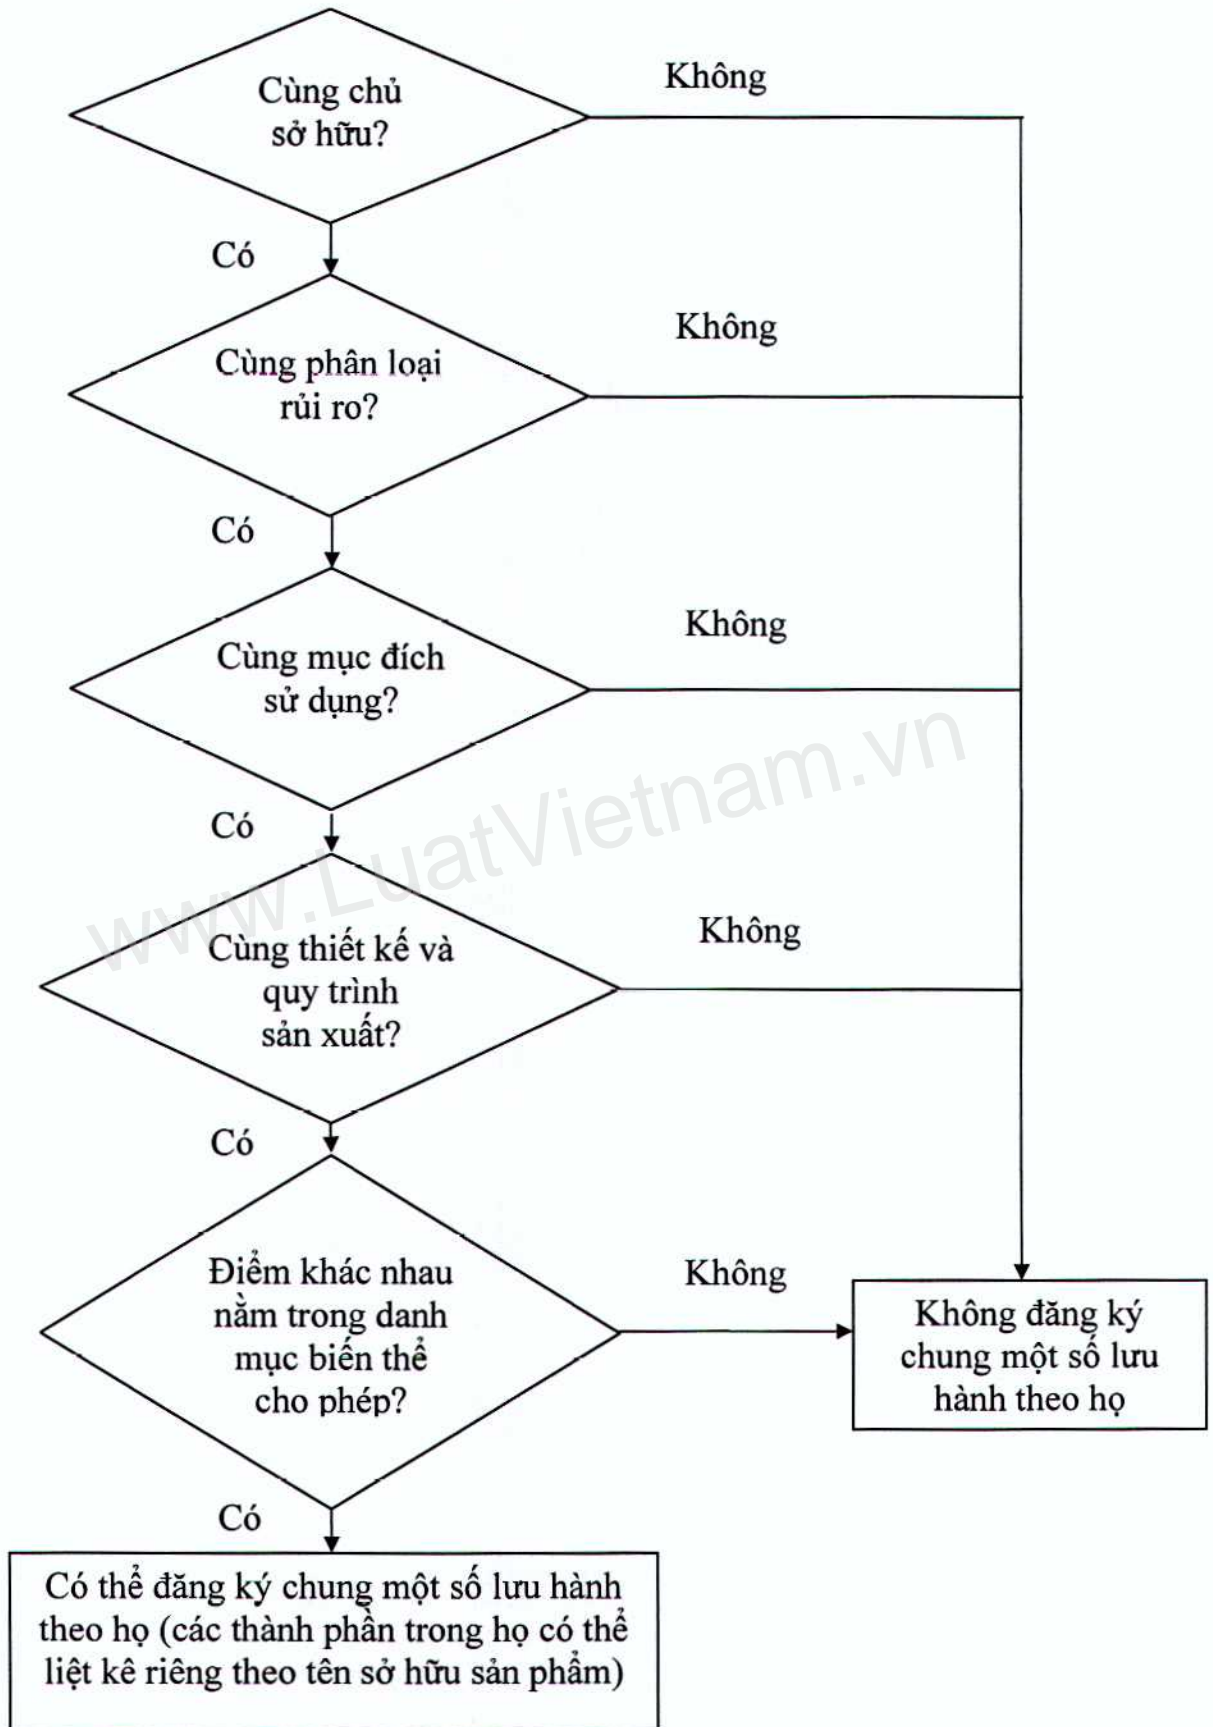 Cùng chủ
sở hữu?
Không
Có
Cùng phân loại
rủi ro?
Không
Có
Cùng mục đích
sử dụng?
Không
Có
www.LuatVietnam.vn
Cùng thiết kế và
quy trình
sản xuất?
Không
Có
Điểm khác nhau
nằm trong danh
mục biến thể
cho phép?
Không
Không đăng ký
chung một số lưu
hành theo họ
Có
Có thể đăng ký chung một số lưu hành
theo họ (các thành phần trong họ có thể
liệt kê riêng theo tên sở hữu sản phẩm)